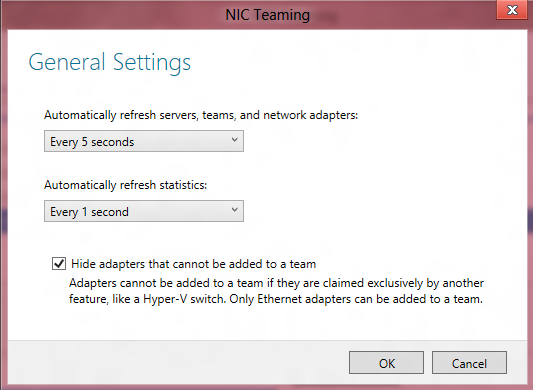 NIC Teaming
General Settings
Automatically refresh servers, teams, and network adapters:
Every 5 seconds
Automatically refresh statistics:
Every 1 second
Hide adapters that cannot be added to a team
Adapters cannot be added to a team if they are claimed exclusively by another
feature, like a Hyper-V switch. Only Ethernet adapters can be added to a team.
OK
Cancel